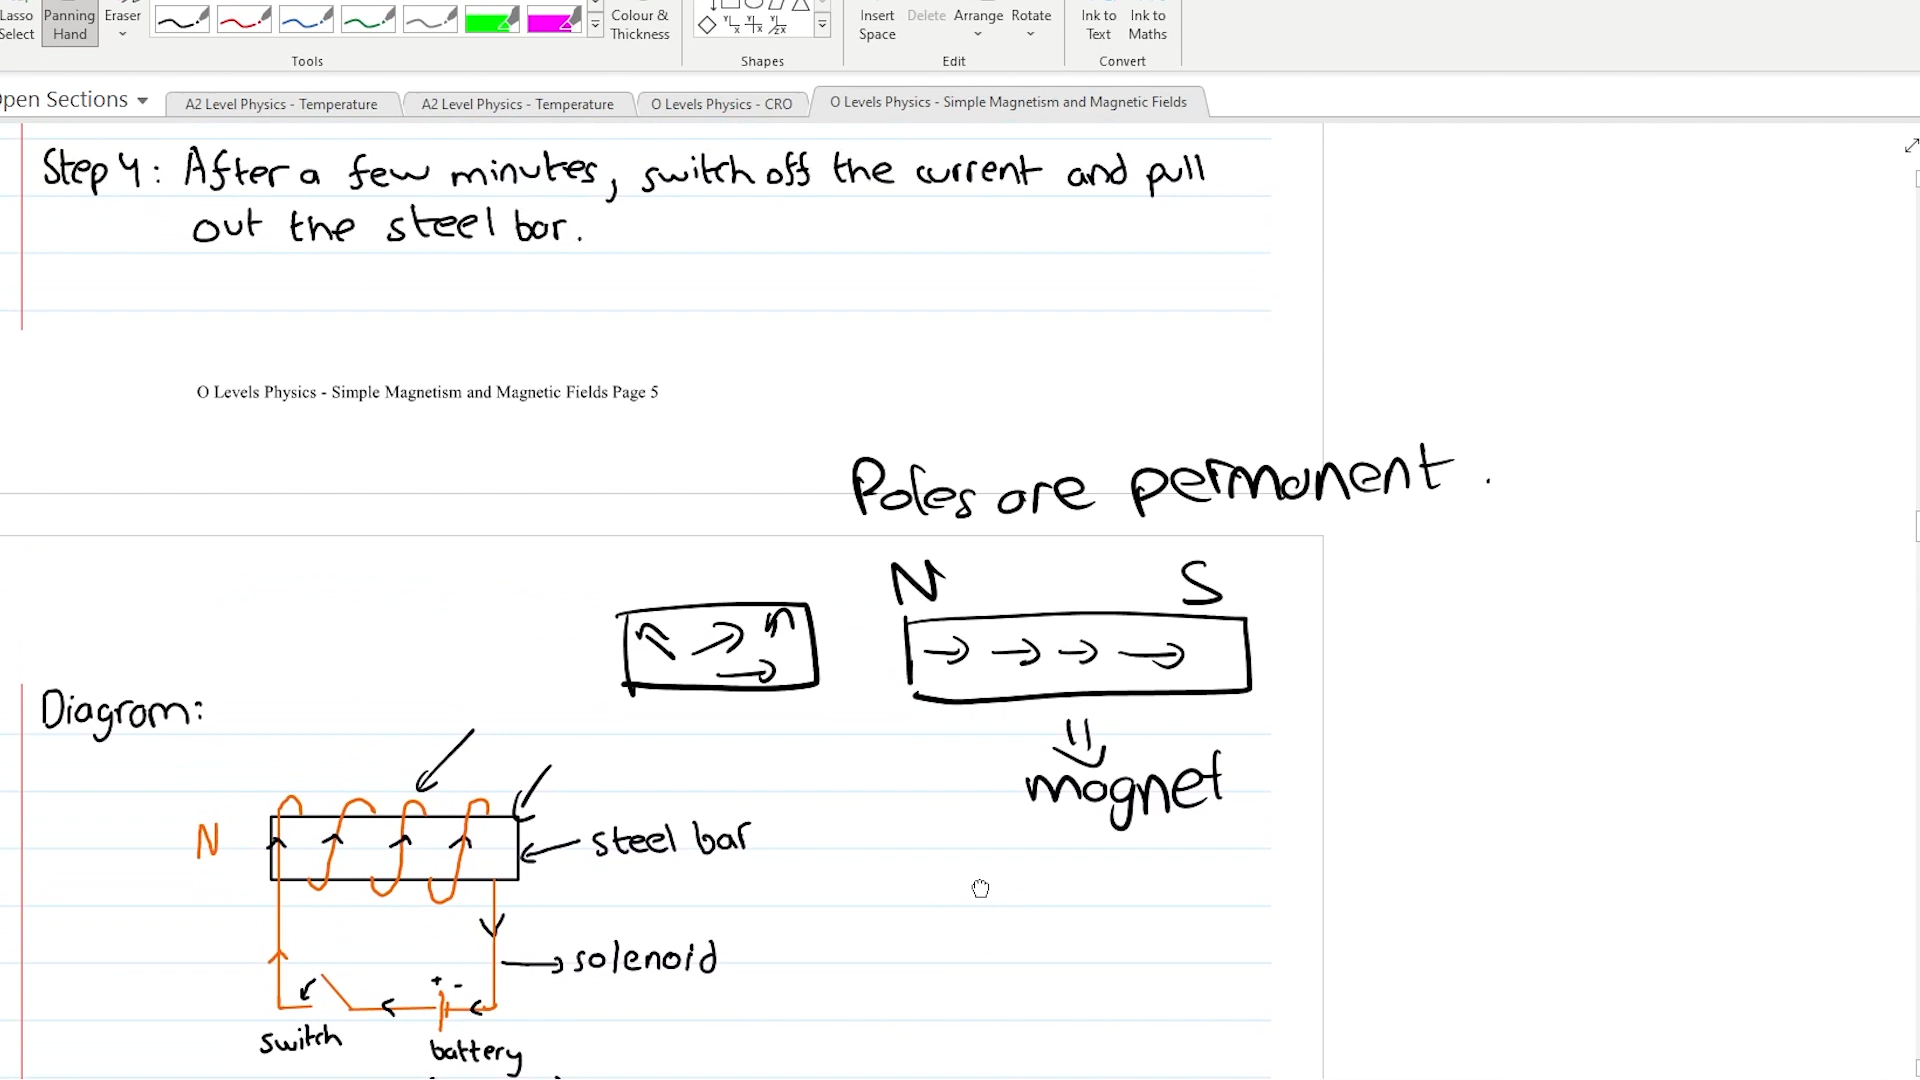 Lasso Select
Panning Hand
Eraser
Colour & Thickness
Insert Space
Delete
Arrange
Rotate
Ink to Text
Ink to Maths
Tools
Shapes
Edit
Convert
pen Sections
A2 Level Physics - Temperature
A2 Level Physics - Temperature
O Levels Physics - CRO
O Levels Physics - Simple Magnetism and Magnetic Fields
Step 4: After a few minutes, switch off the current and pull
out the steel bar.
O Levels Physics - Simple Magnetism and Magnetic Fields Page 5
Poles are permanent.
N S
Diagram:
magnet
N
steel bar
solenoid
+ -
switch
battery